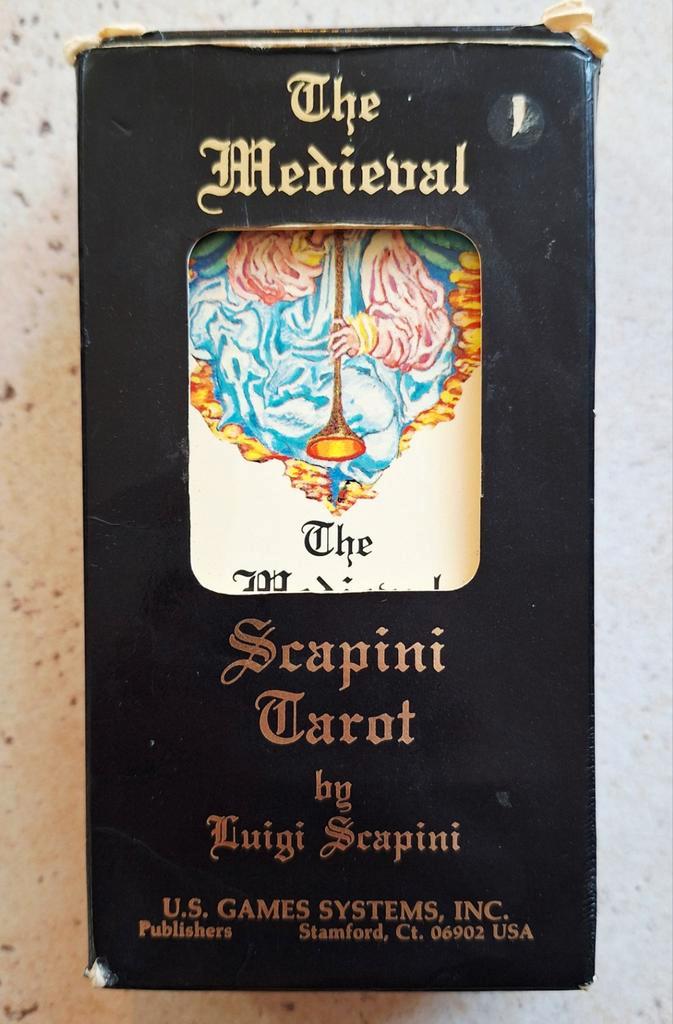 The
Medieval
The
Scapini
Tarot
by
Luigi Scapini
U.S. GAMES SYSTEMS, INC.
Publishers Stamford, Ct. 06902 USA